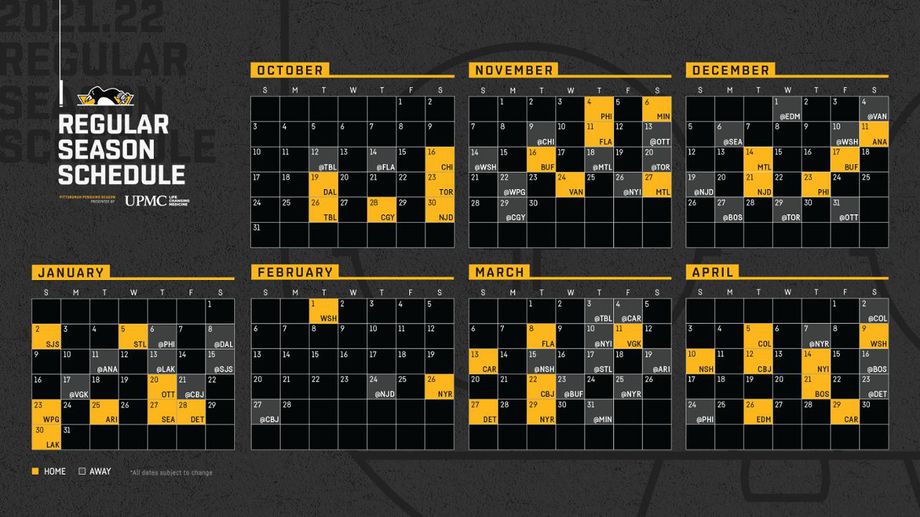 2021.22
REGULAR
SEASON
SCHEDULE
REGULAR
SEASON
SCHEDULE
PITTSBURGH PENGUINS SEASON
PRESENTED BY
UPMC LIFE CHANGING MEDICINE
OCTOBER
S M T W T F S
1 2
3 4 5 6 7 8 9
10 11 12 13 14 15 16
@TBL @FLA CHI
17 18 19 20 21 22 23
DAL TOR
24 25 26 27 28 29 30
TBL CGY NJD
31
NOVEMBER
S M T W T F S
1 2 3 4 5 6
PHI MIN
7 8 9 10 11 12 13
@CHI FLA @OTT
14 15 16 17 18 19 20
@WSH BUF @MTL @TOR
21 22 23 24 25 26 27
@WPG VAN @NYI MTL
28 29 30
@CGY
DECEMBER
S M T W T F S
1 2 3 4
@EDM @VAN
5 6 7 8 9 10 11
@SEA @WSH ANA
12 13 14 15 16 17 18
MTL BUF
19 20 21 22 23 24 25
@NJD NJD PHI
26 27 28 29 30 31
@BOS @TOR @OTT
JANUARY
S M T W T F S
1
2 3 4 5 6 7 8
SJS STL @PHI @DAL
9 10 11 12 13 14 15
@ANA @LAK @SJS
16 17 18 19 20 21 22
@VGK OTT @CBJ
23 24 25 26 27 28 29
WPG ARI SEA DET
30 31
LAK
FEBRUARY
S M T W T F S
1 2 3 4 5
WSH
6 7 8 9 10 11 12
13 14 15 16 17 18 19
20 21 22 23 24 25 26
@NJD NYR
27 28
@CBJ
MARCH
S M T W T F S
1 2 3 4 5
@TBL @CAR
6 7 8 9 10 11 12
FLA @NYI VGK
13 14 15 16 17 18 19
CAR @NSH @STL @ARI
20 21 22 23 24 25 26
CBJ @BUF @NYR
27 28 29 30 31
DET NYR @MIN
APRIL
S M T W T F S
1 2
@COL
3 4 5 6 7 8 9
COL @NYR WSH
10 11 12 13 14 15 16
NSH CBJ NYI @BOS
17 18 19 20 21 22 23
BOS @DET
24 25 26 27 28 29 30
@PHI EDM CAR
HOME AWAY *All dates subject to change